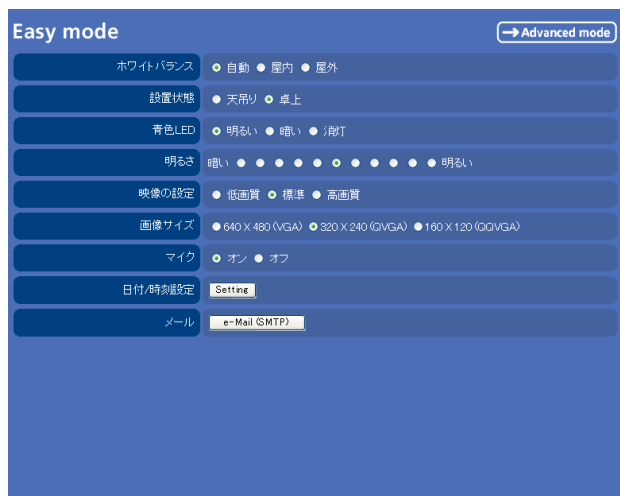 Easy mode
Advanced mode
ホワイトバランス 自動 屋内 屋外
設置状態 天吊り 卓上
青色LED 明るい 暗い 消灯
明るさ 暗い 明るい
映像の設定 低画質 標準 高画質
画像サイズ 640 X 480 (VGA) 320 X 240 (QVGA) 160 X 120 (QQVGA)
マイク オン オフ
日付/時刻設定 Setting
メール e-Mail (SMTP)